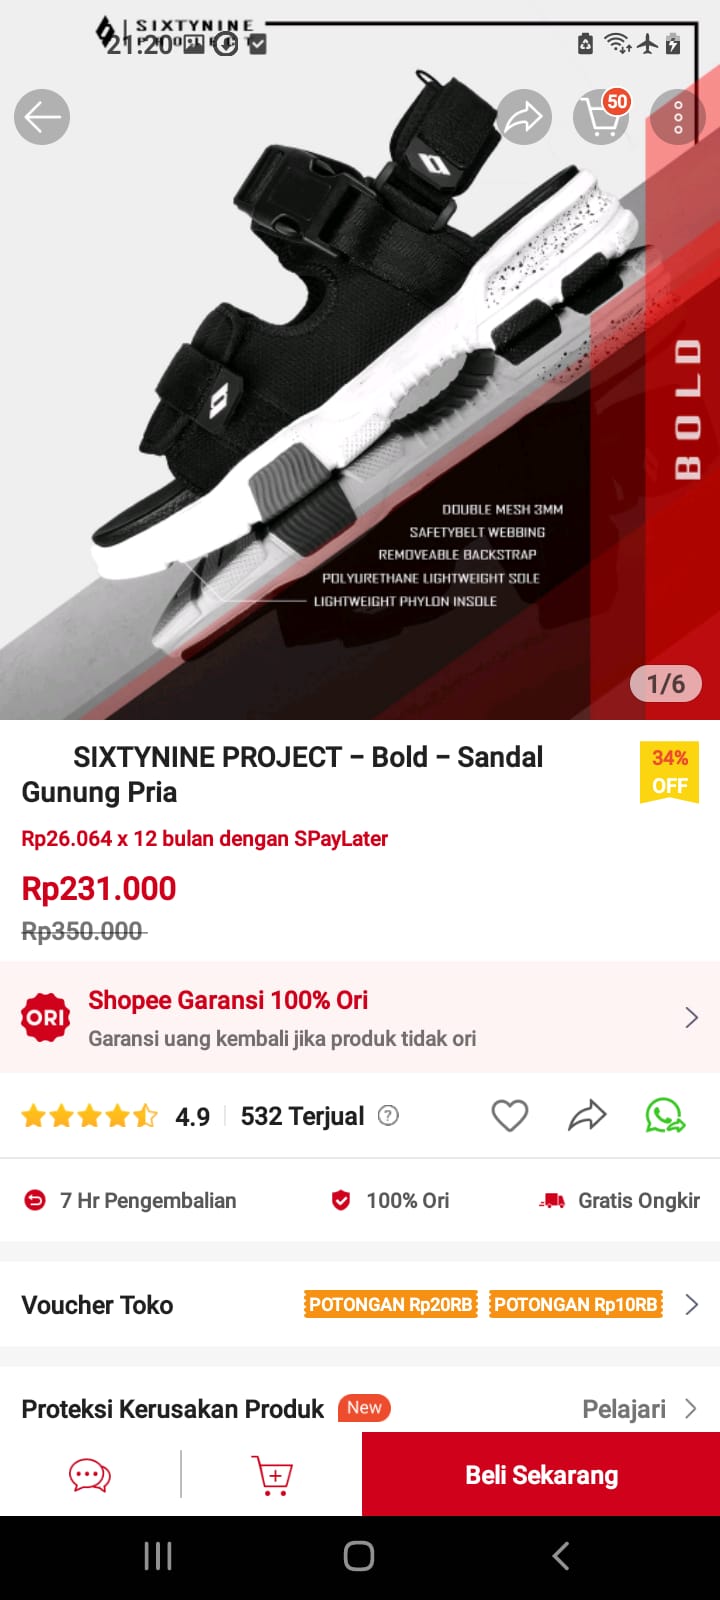 SIXTYNINE
PROJECT
21:20
50
BOLD
DOUBLE MESH 3MM
SAFETYBELT WEBBING
REMOVEABLE BACKSTRAP
POLYURETHANE LIGHTWEIGHT SOLE
LIGHTWEIGHT PHYLON INSOLE
1/6
SIXTYNINE PROJECT - Bold - Sandal
Gunung Pria
34%
OFF
Rp26.064 x 12 bulan dengan SPayLater
Rp231.000
Rp350.000
ORI
Shopee Garansi 100% Ori
Garansi uang kembali jika produk tidak ori
4.9
532 Terjual
?
7 Hr Pengembalian
100% Ori
Gratis Ongkir
Voucher Toko
POTONGAN Rp20RB
POTONGAN Rp10RB
Proteksi Kerusakan Produk
New
Pelajari
Beli Sekarang